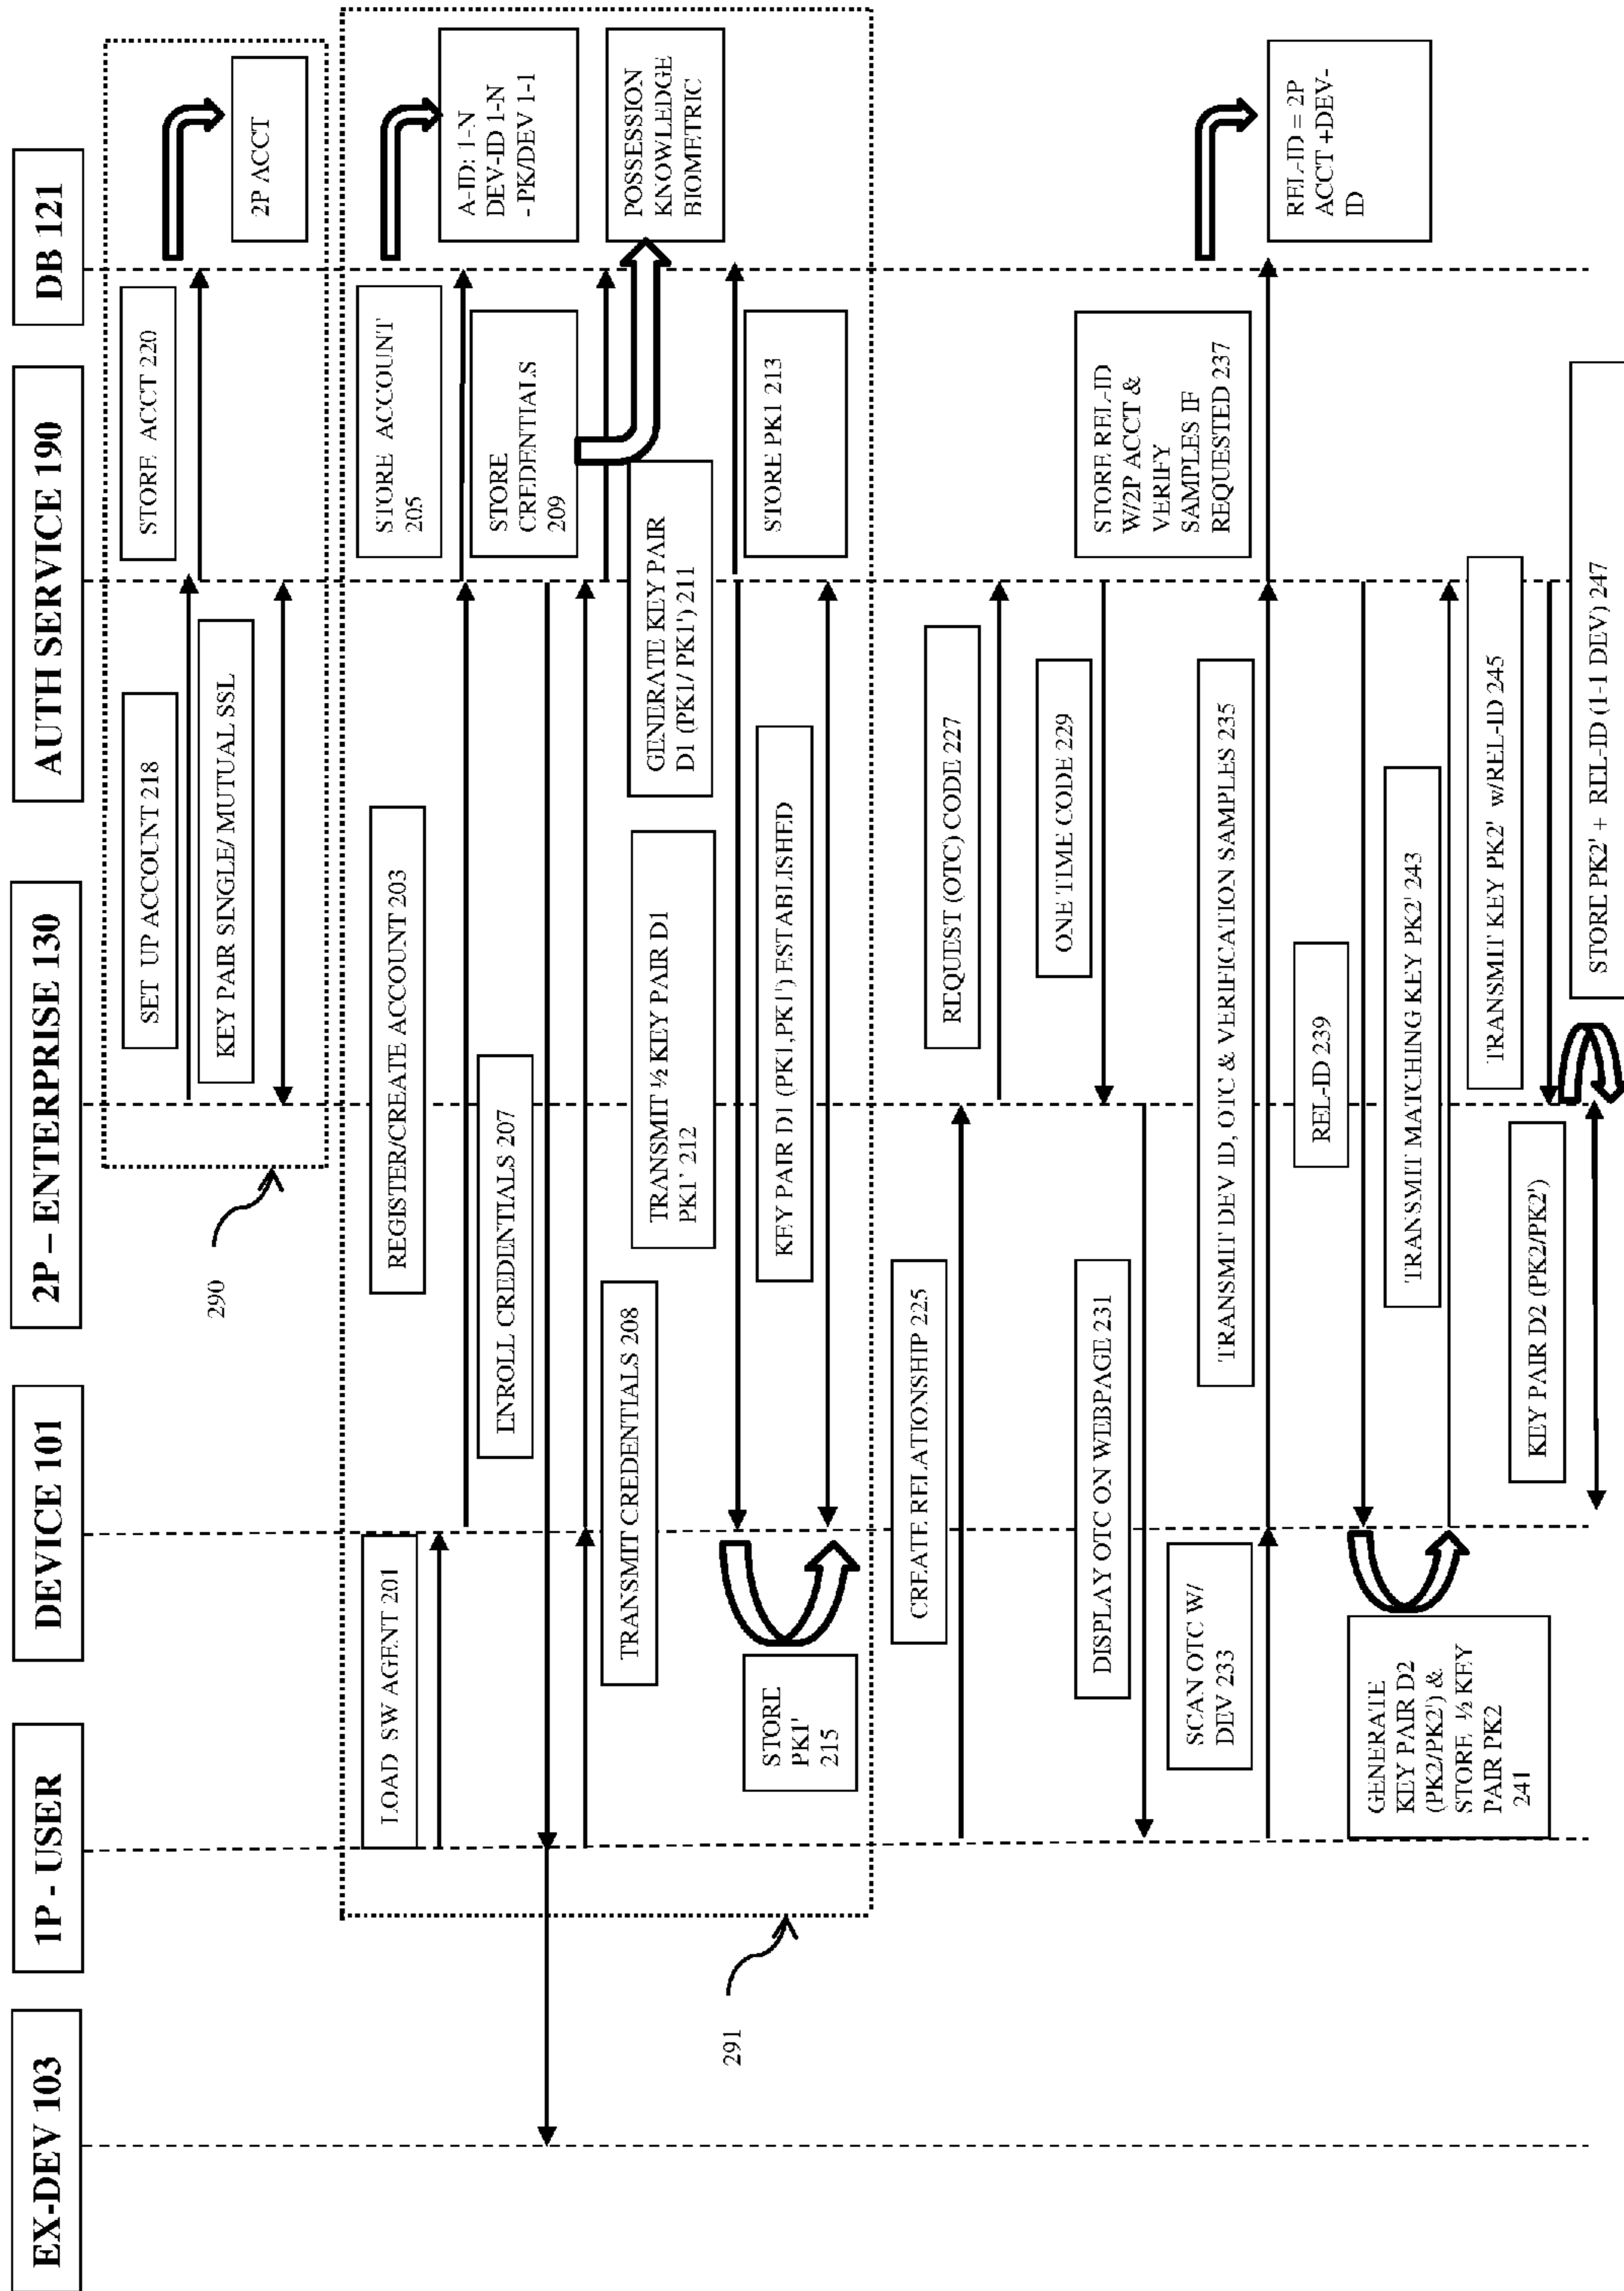 EX-DEV 103
1P - USER
DEVICE 101
2P – ENTERPRISE 130
AUTH SERVICE 190
DB 121
SET UP ACCOUNT 218
STORE ACCT 220
2P ACCT
KEY PAIR SINGLE/ MUTUAL SSL
290
LOAD SW AGENT 201
REGISTER/CREATE ACCOUNT 203
STORE ACCOUNT
205
A-ID: 1-N
DEV-ID 1-N
- PK/DEV 1-1
ENROLL CREDENTIALS 207
STORE
CREDENTIALS
209
TRANSMIT CREDENTIALS 208
POSSESSION
KNOWLEDGE
BIOMETRIC
GENERATE KEY PAIR
D1 (PK1/ PK1') 211
TRANSMIT ½ KEY PAIR D1
PK1' 212
STORE PK1 213
STORE
PK1'
215
KEY PAIR D1 (PK1,PK1') ESTABLISHED
291
CREATE RELATIONSHIP 225
REQUEST (OTC) CODE 227
ONE TIME CODE 229
DISPLAY OTC ON WEBPAGE 231
SCAN OTC W/
DEV 233
TRANSMIT DEV ID, OTC & VERIFICATION SAMPLES 235
STORE REL-ID
W/2P ACCT &
VERIFY
SAMPLES IF
REQUESTED 237
REL-ID = 2P
ACCT +DEV-
ID
REL-ID 239
GENERATE
KEY PAIR D2
(PK2/PK2') &
STORE ½ KEY
PAIR PK2
241
TRANSMIT MATCHING KEY PK2' 243
TRANSMIT KEY PK2' w/REL-ID 245
KEY PAIR D2 (PK2/PK2')
STORE PK2' + REL-ID (1-1 DEV) 247